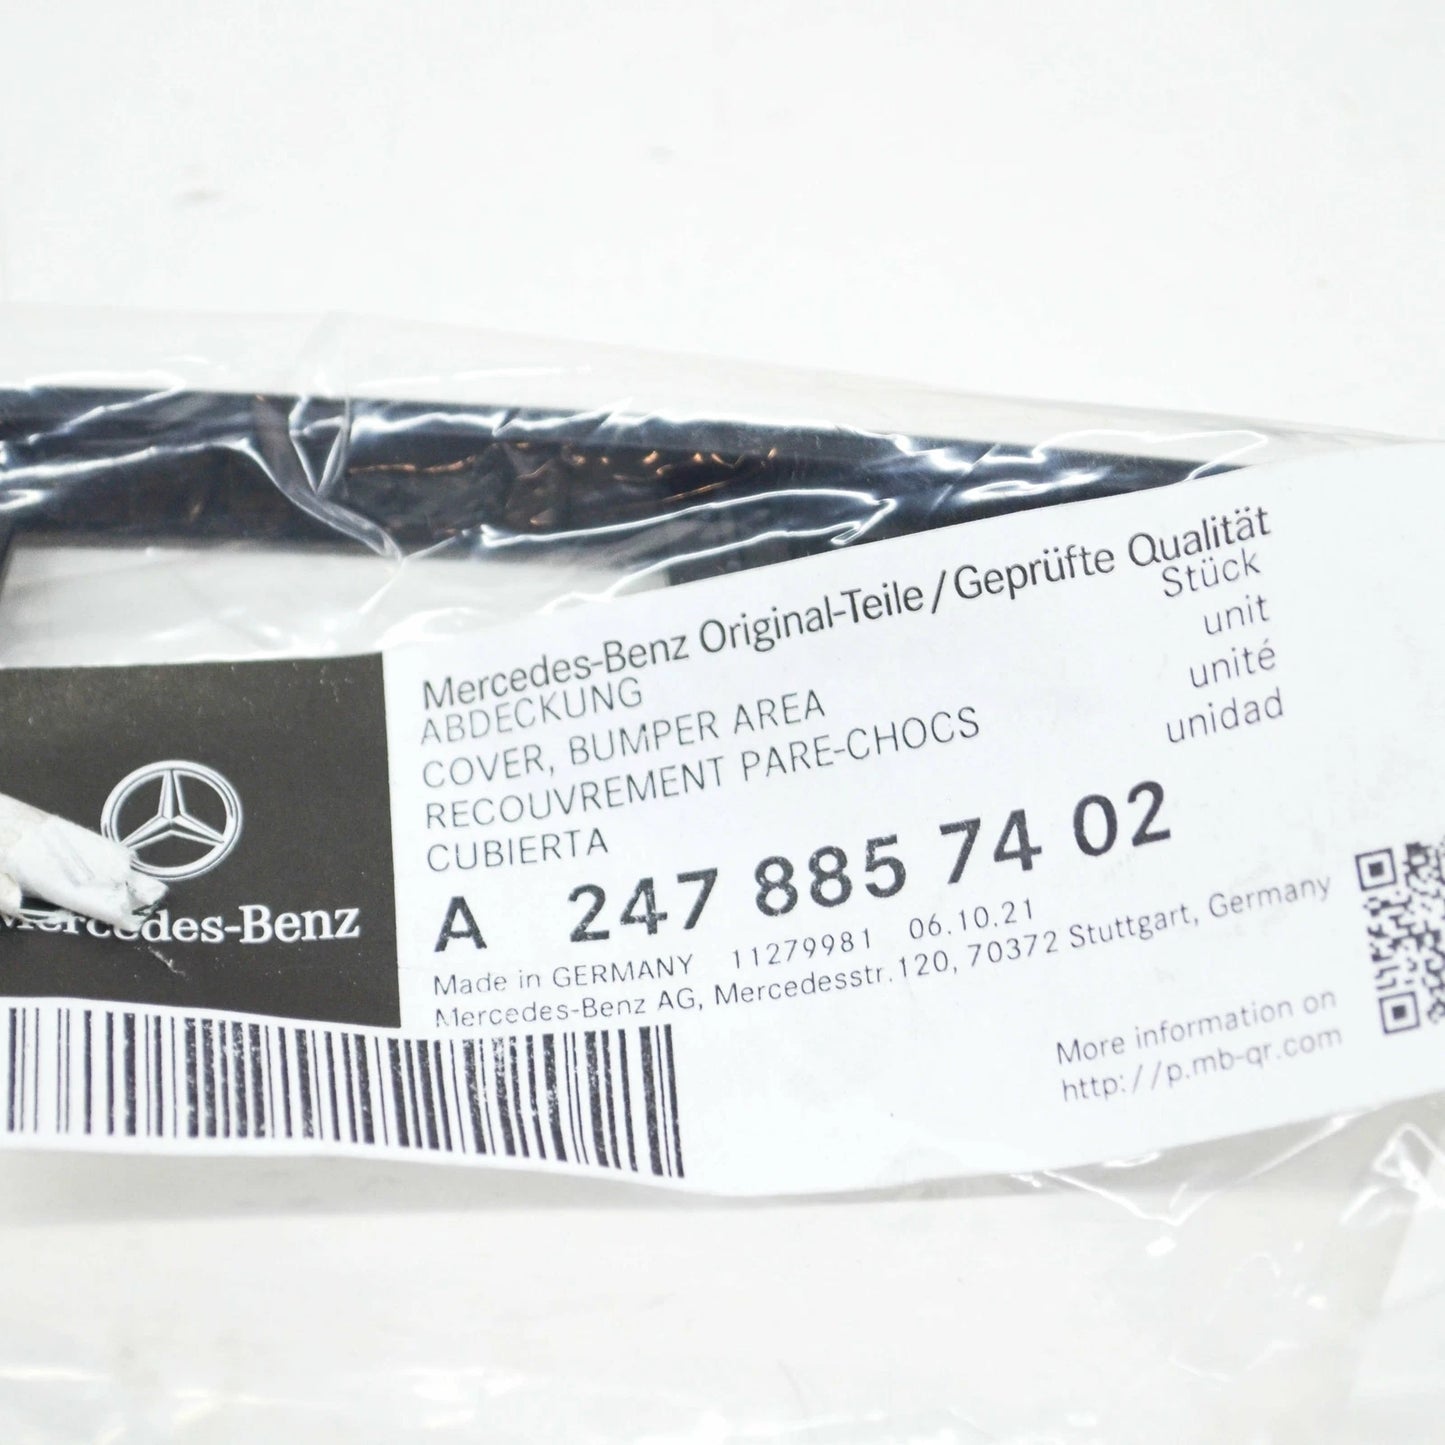 Mercedes-Benz Original-Teile/Geprüfte Qualität
ABDECKUNG
Stück
COVER, BUMPER AREA
unit
RECOUVREMENT PARE-CHOCS
unité
CUBIERTA
unidad
A 247 885 74 02
Made in GERMANY 11279981 06.10.21
Mercedes-Benz AG, Mercedesstr. 120, 70372 Stuttgart, Germany
More information on
http://p.mb-qr.com
Mercedes-Benz